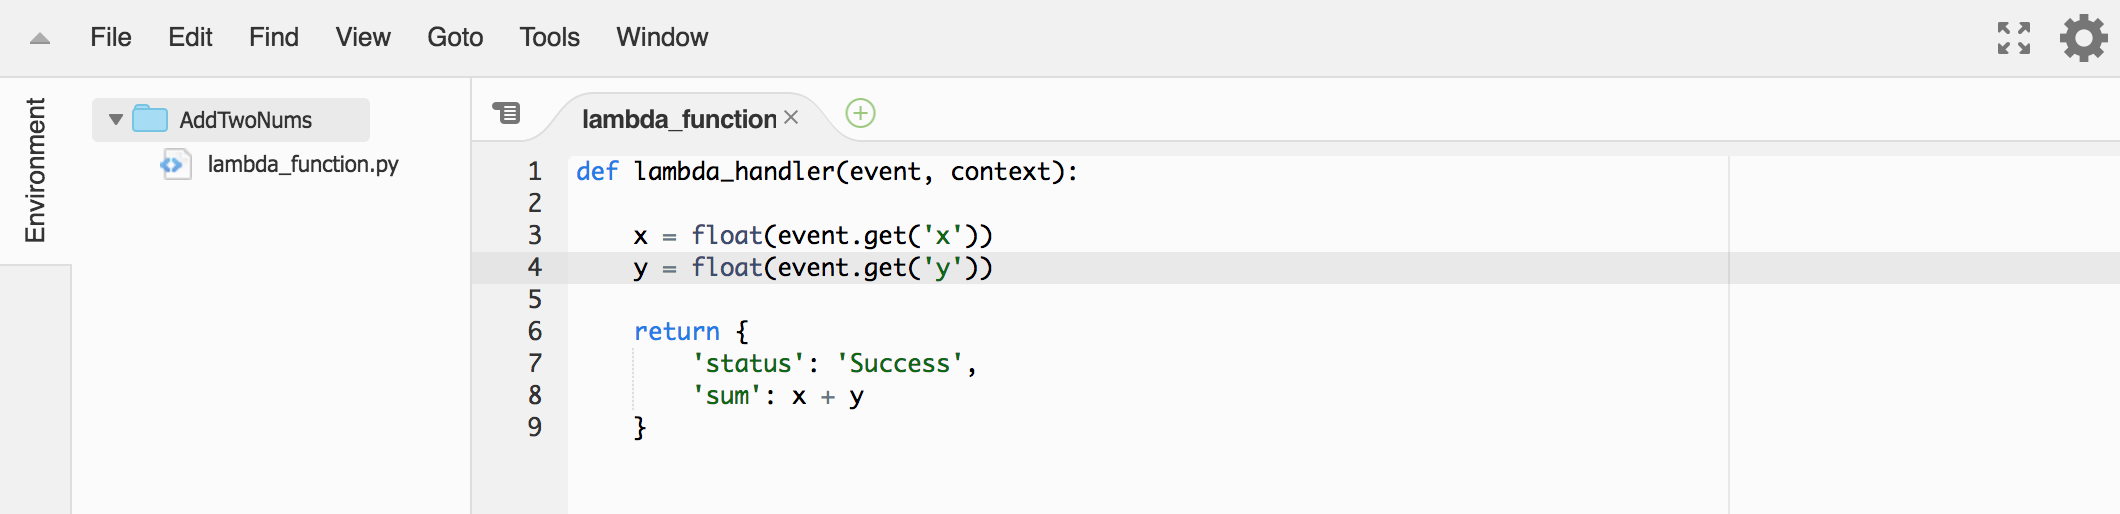 File Edit Find View Goto Tools Window
Environment
AddTwoNums
lambda_function.py
lambda_function
1 def lambda_handler(event, context):
2
3     x = float(event.get('x'))
4     y = float(event.get('y'))
5
6     return {
7         'status': 'Success',
8         'sum': x + y
9     }